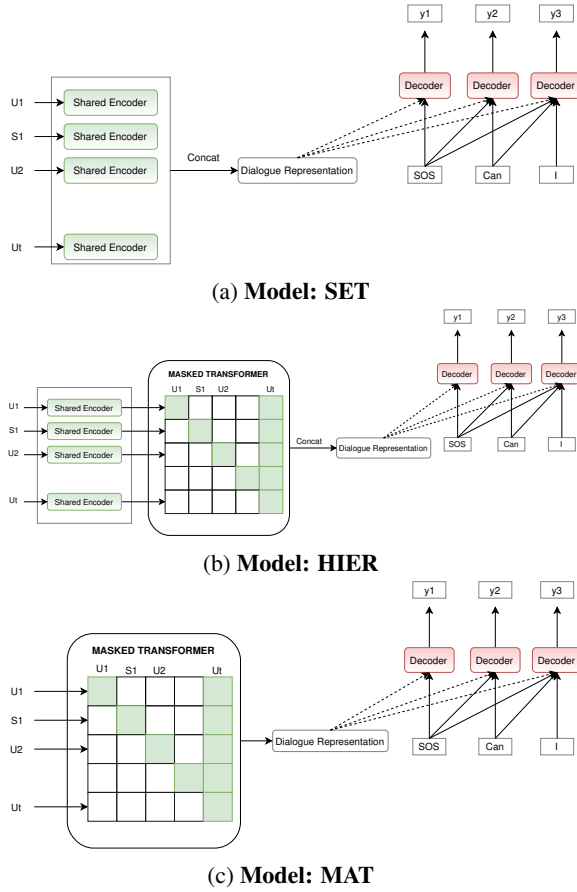 y1 y2 y3
Decoder Decoder Decoder
U1 Shared Encoder
S1 Shared Encoder
U2 Shared Encoder
Concat
Dialogue Representation
SOS Can I
Ut Shared Encoder
(a) Model: SET
y1 y2 y3
MASKED TRANSFORMER
U1 S1 U2 Ut
Decoder Decoder Decoder
U1 Shared Encoder
S1 Shared Encoder
U2 Shared Encoder
Concat
Dialogue Representation
SOS Can I
Ut Shared Encoder
(b) Model: HIER
y1 y2 y3
MASKED TRANSFORMER
U1 S1 U2 Ut
Decoder Decoder Decoder
U1
S1
U2
Dialogue Representation
SOS Can I
Ut
(c) Model: MAT